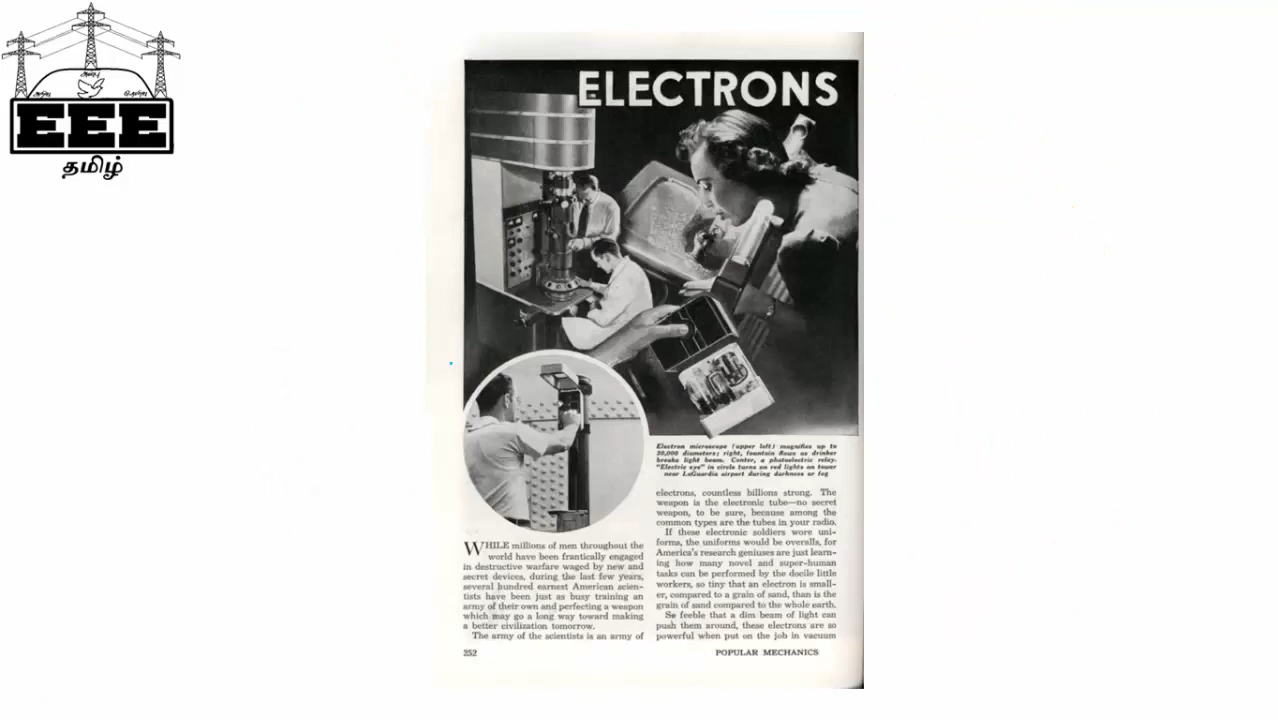 அன்பு
அறிவு
தெளிவு
EEE
தமிழ்
ELECTRONS
Electron microscope (upper left) magnifies up to
20,000 diameters; right, fountain flows as drinker
breaks light beam. Center, a photoelectric relay.
"Electric eye" in circle turns on red lights on tower
near LaGuardia airport during darkness or fog
WHILE millions of men throughout the
world have been frantically engaged
in destructive warfare waged by new and
secret devices, during the last few years,
several hundred earnest American scien-
tists have been just as busy training an
army of their own and perfecting a weapon
which may go a long way toward making
a better civilization tomorrow.
The army of the scientists is an army of
electrons, countless billions strong. The
weapon is the electronic tube—no secret
weapon, to be sure, because among the
common types are the tubes in your radio.
If these electronic soldiers wore uni-
forms, the uniforms would be overalls, for
America's research geniuses are just learn-
ing how many novel and super-human
tasks can be performed by the docile little
workers, so tiny that an electron is small-
er, compared to a grain of sand, than is the
grain of sand compared to the whole earth.
So feeble that a dim beam of light can
push them around, these electrons are so
powerful when put on the job in vacuum
252
POPULAR MECHANICS